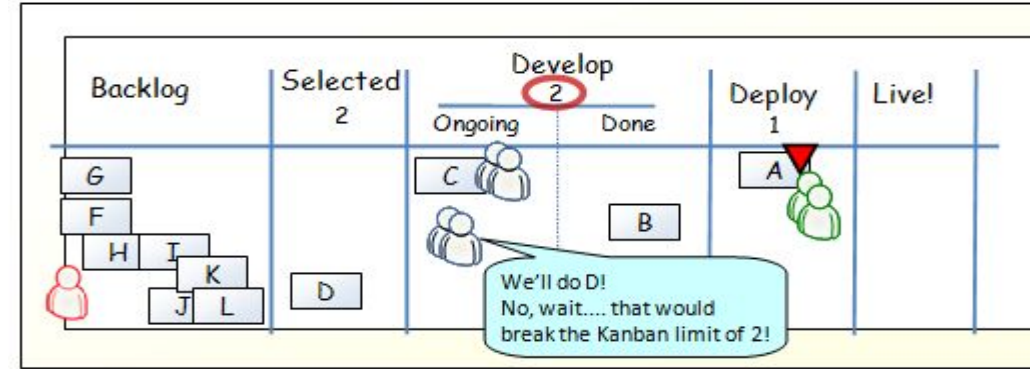 Backlog
Selected
2
Develop
2
Ongoing
Done
Deploy
1
Live!
G
F
H
I
K
J
L
D
C
B
A
We'll do D!
No, wait.... that would
break the Kanban limit of 2!